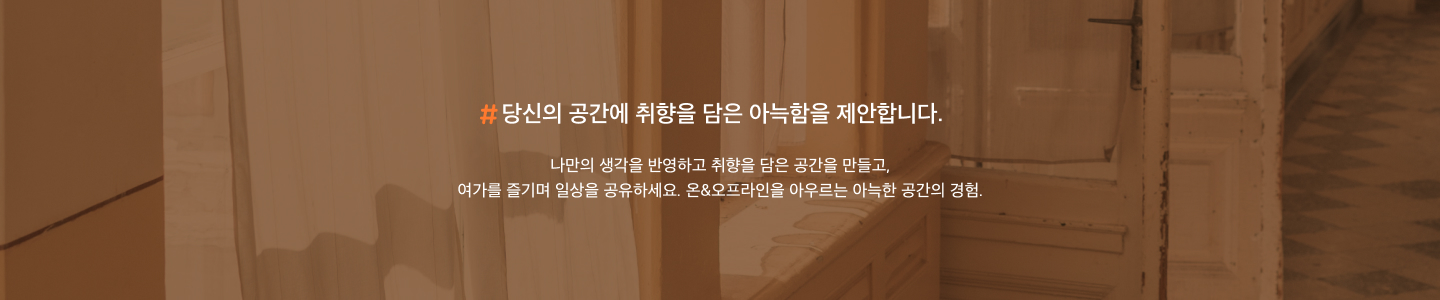 #당신의 공간에 취향을 담은 아늑함을 제안합니다.
나만의 생각을 반영하고 취향을 담은 공간을 만들고,
여가를 즐기며 일상을 공유하세요. 온&오프라인을 아우르는 아늑한 공간의 경험.